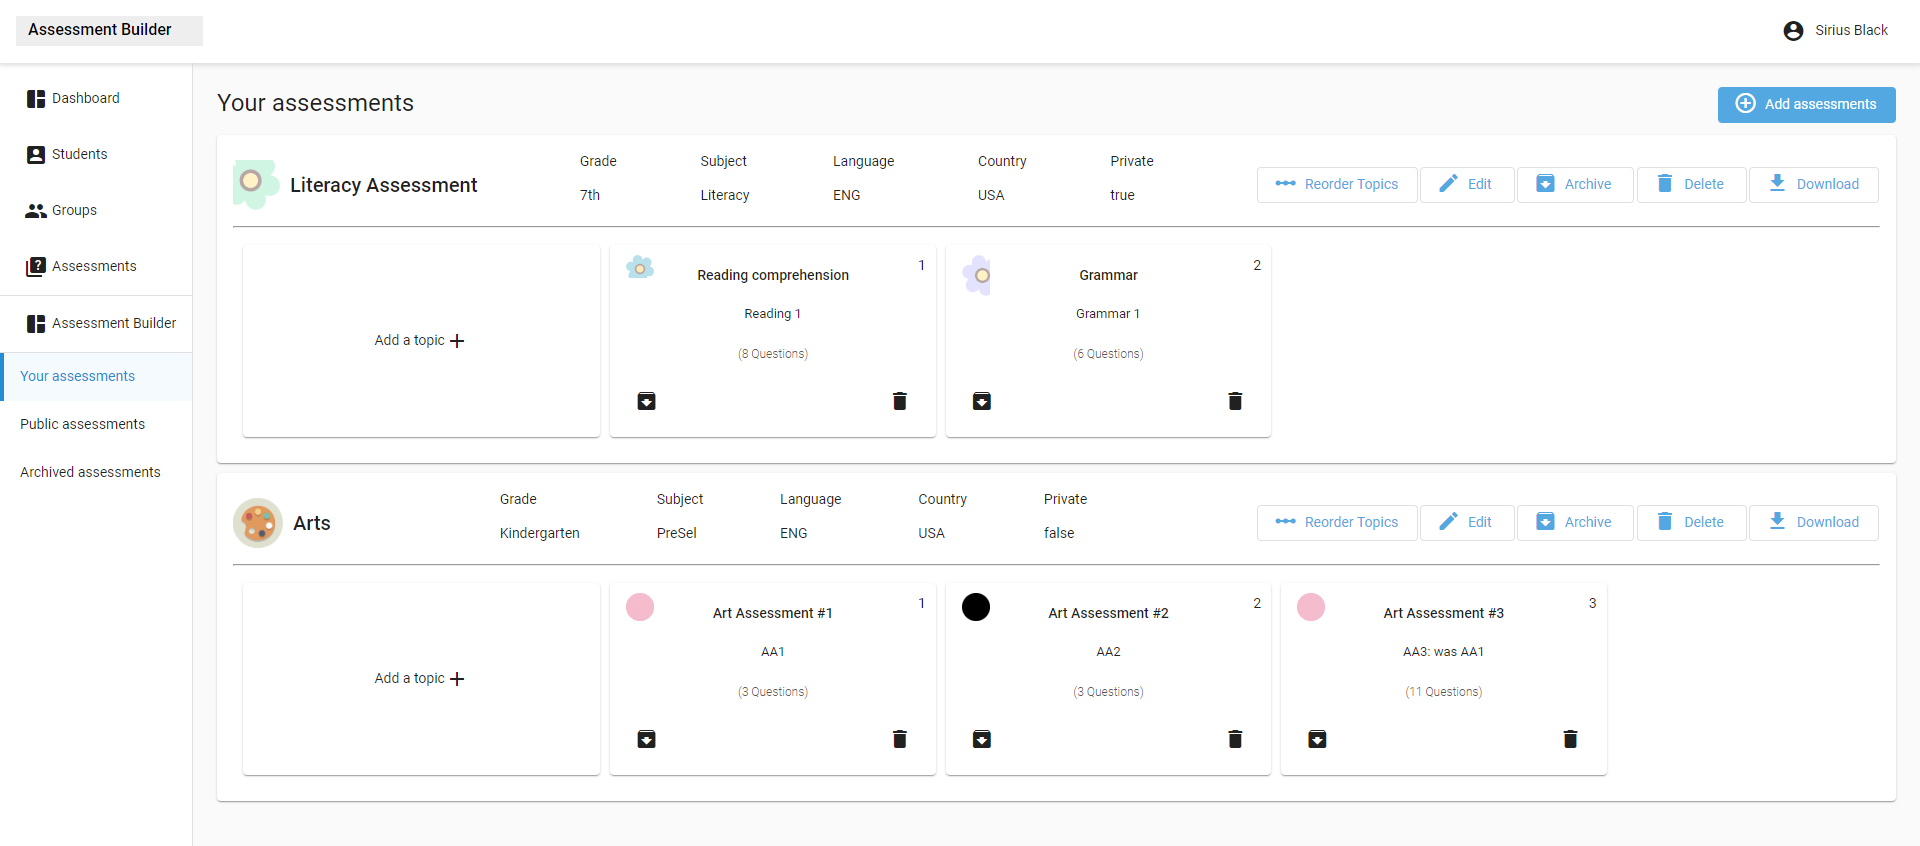 Assessment Builder
Sirius Black
Dashboard
Students
Groups
Assessments
Assessment Builder
Your assessments
Public assessments
Archived assessments
Your assessments
Add assessments
Literacy Assessment
Grade Subject Language Country Private
7th Literacy ENG USA true
Reorder Topics Edit Archive Delete Download
Add a topic
Reading comprehension 1
Reading 1
(8 Questions)
Grammar 2
Grammar 1
(6 Questions)
Arts
Grade Subject Language Country Private
Kindergarten PreSel ENG USA false
Reorder Topics Edit Archive Delete Download
Add a topic
Art Assessment #1 1
AA1
(3 Questions)
Art Assessment #2 2
AA2
(3 Questions)
Art Assessment #3 3
AA3: was AA1
(11 Questions)